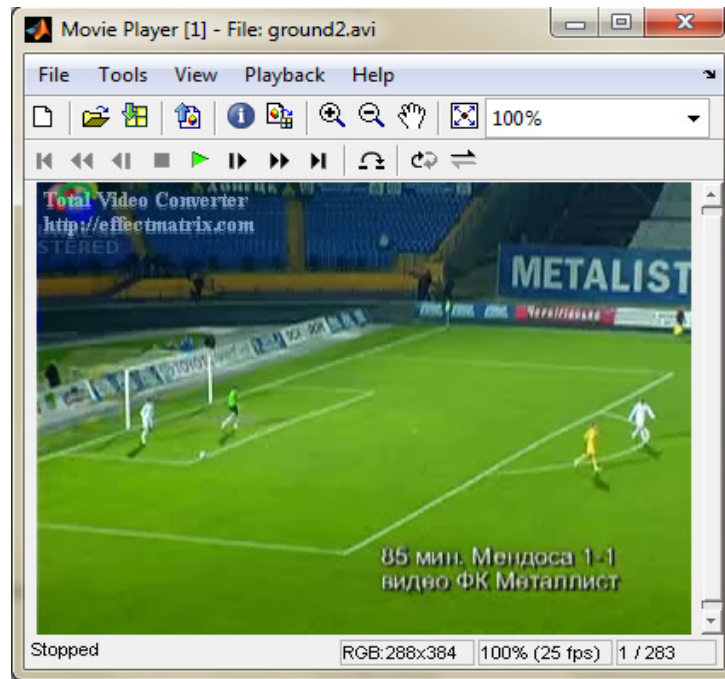 Movie Player [1] - File: ground2.avi
File Tools View Playback Help
100%
Total Video Converter
http://effectmatrix.com
STERED
METALIST
85 мин. Мендоса 1-1
видео ФК Металлист
Stopped
RGB:288x384
100% (25 fps)
1 / 283